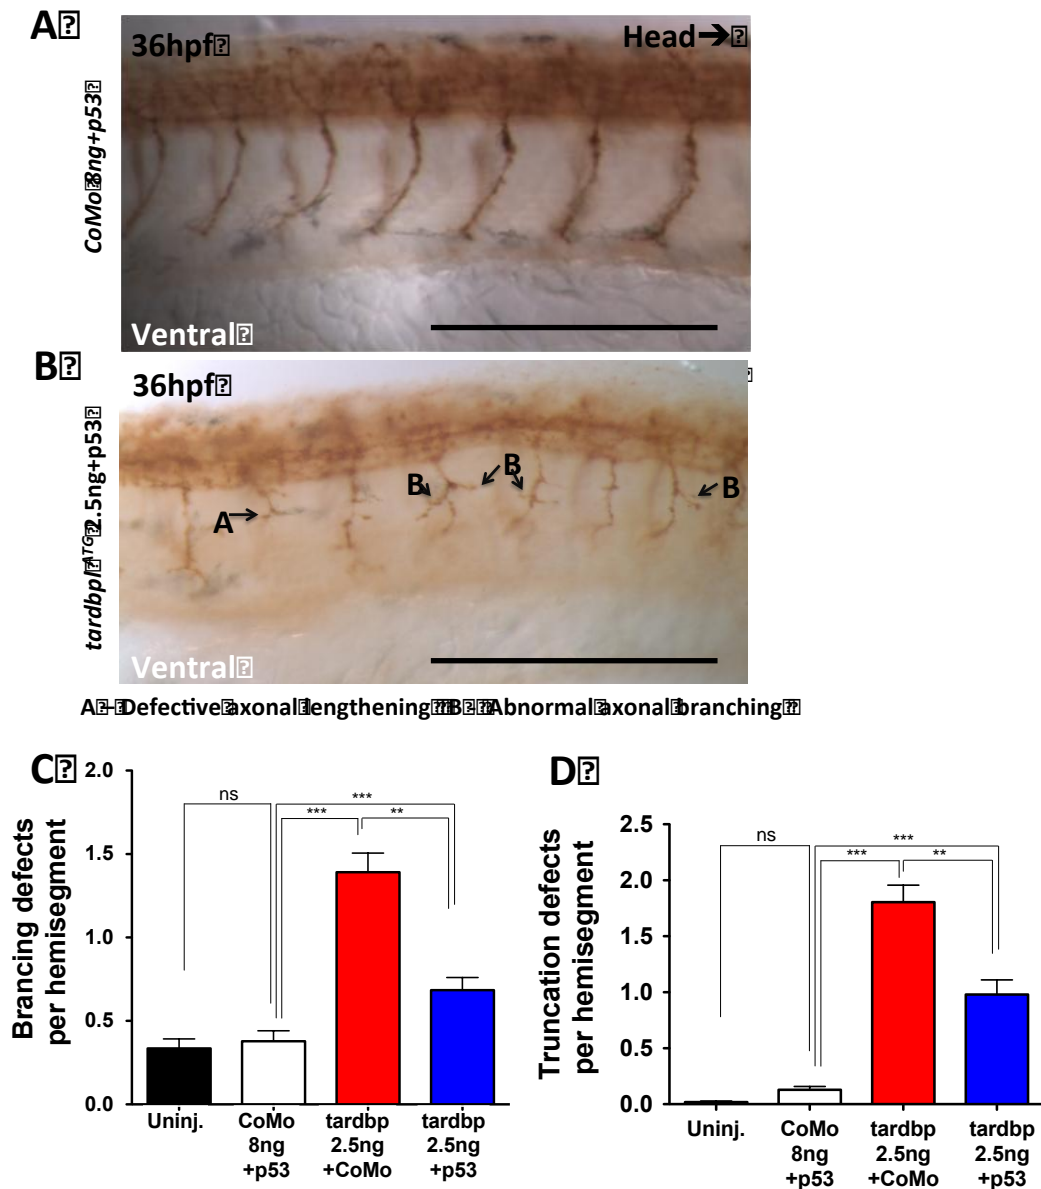 A
36hpf
Head→
CoMo 8ng+p53
Ventral
B
36hpf
tardbpl ATG 2.5ng+p53
B
B
B
A
Ventral
A – Defective axonal lengthening B – Abnormal axonal branching
C
2.0
1.5
1.0
0.5
0.0
Brancing defects
per hemisegment
ns
***
***
**
Uninj.
CoMo
8ng
+p53
tardbp
2.5ng
+CoMo
tardbp
2.5ng
+p53
D
2.5
2.0
1.5
1.0
0.5
0.0
Truncation defects
per hemisegment
ns
***
***
**
Uninj.
CoMo
8ng
+p53
tardbp
2.5ng
+CoMo
tardbp
2.5ng
+p53